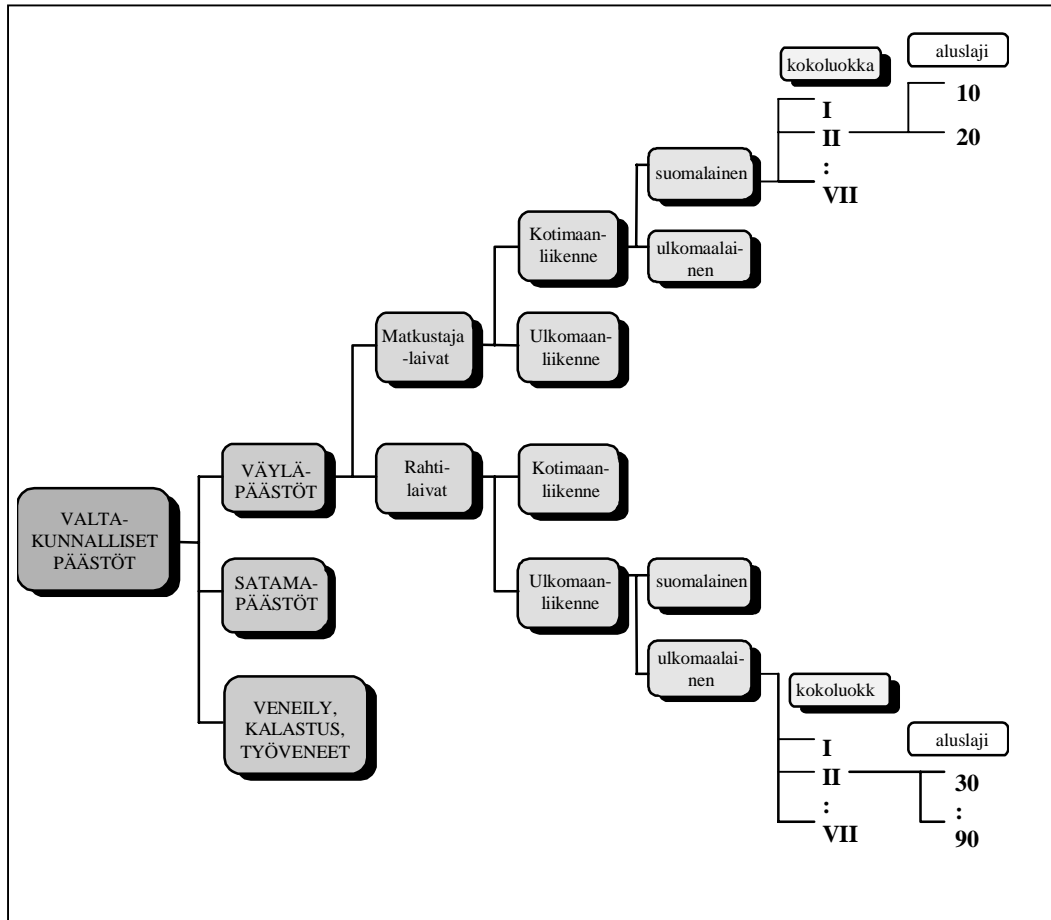 kokoluokka
aluslaji
10
20
I
II
:
VII
suomalainen
ulkomaalai-
nen
Kotimaan-
liikenne
Ulkomaan-
liikenne
Matkustaja
-laivat
VÄYLÄ-
PÄÄSTÖT
Rahti-
laivat
Kotimaan-
liikenne
VALTA-
KUNNALLISET
PÄÄSTÖT
SATAMA-
PÄÄSTÖT
Ulkomaan-
liikenne
suomalainen
ulkomaalai-
nen
VENEILY,
KALASTUS,
TYÖVENEET
kokoluokk
aluslaji
I
II
:
VII
30
:
90